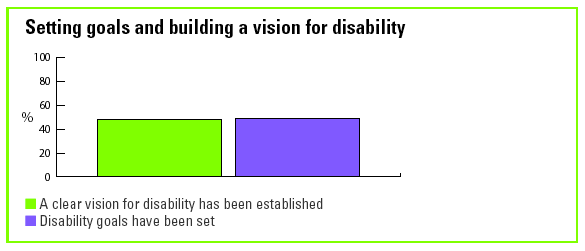 Setting goals and building a vision for disability
100
80
60
%
40
20
0
A clear vision for disability has been established
Disability goals have been set